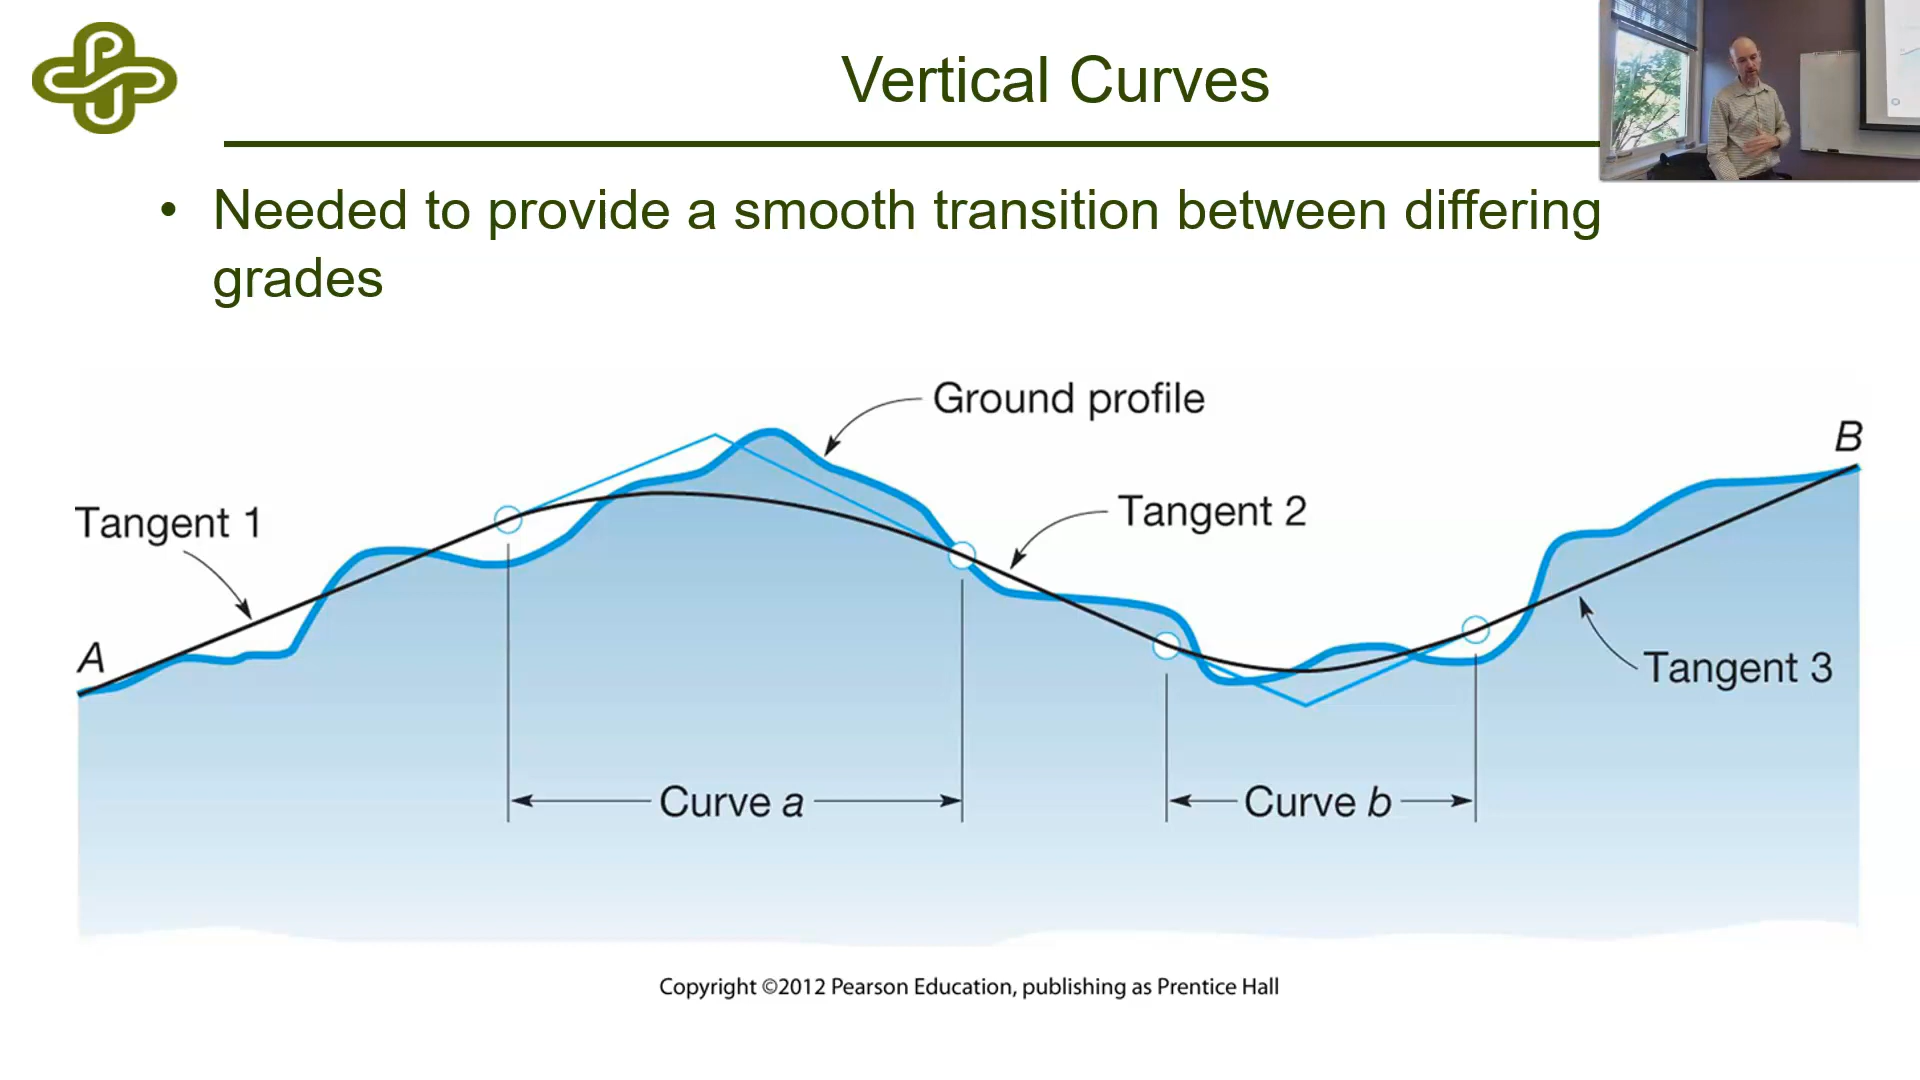 PSU
Vertical Curves
• Needed to provide a smooth transition between differing
grades
Ground profile
B
Tangent 1
Tangent 2
A
Tangent 3
Curve a
Curve b
Copyright ©2012 Pearson Education, publishing as Prentice Hall